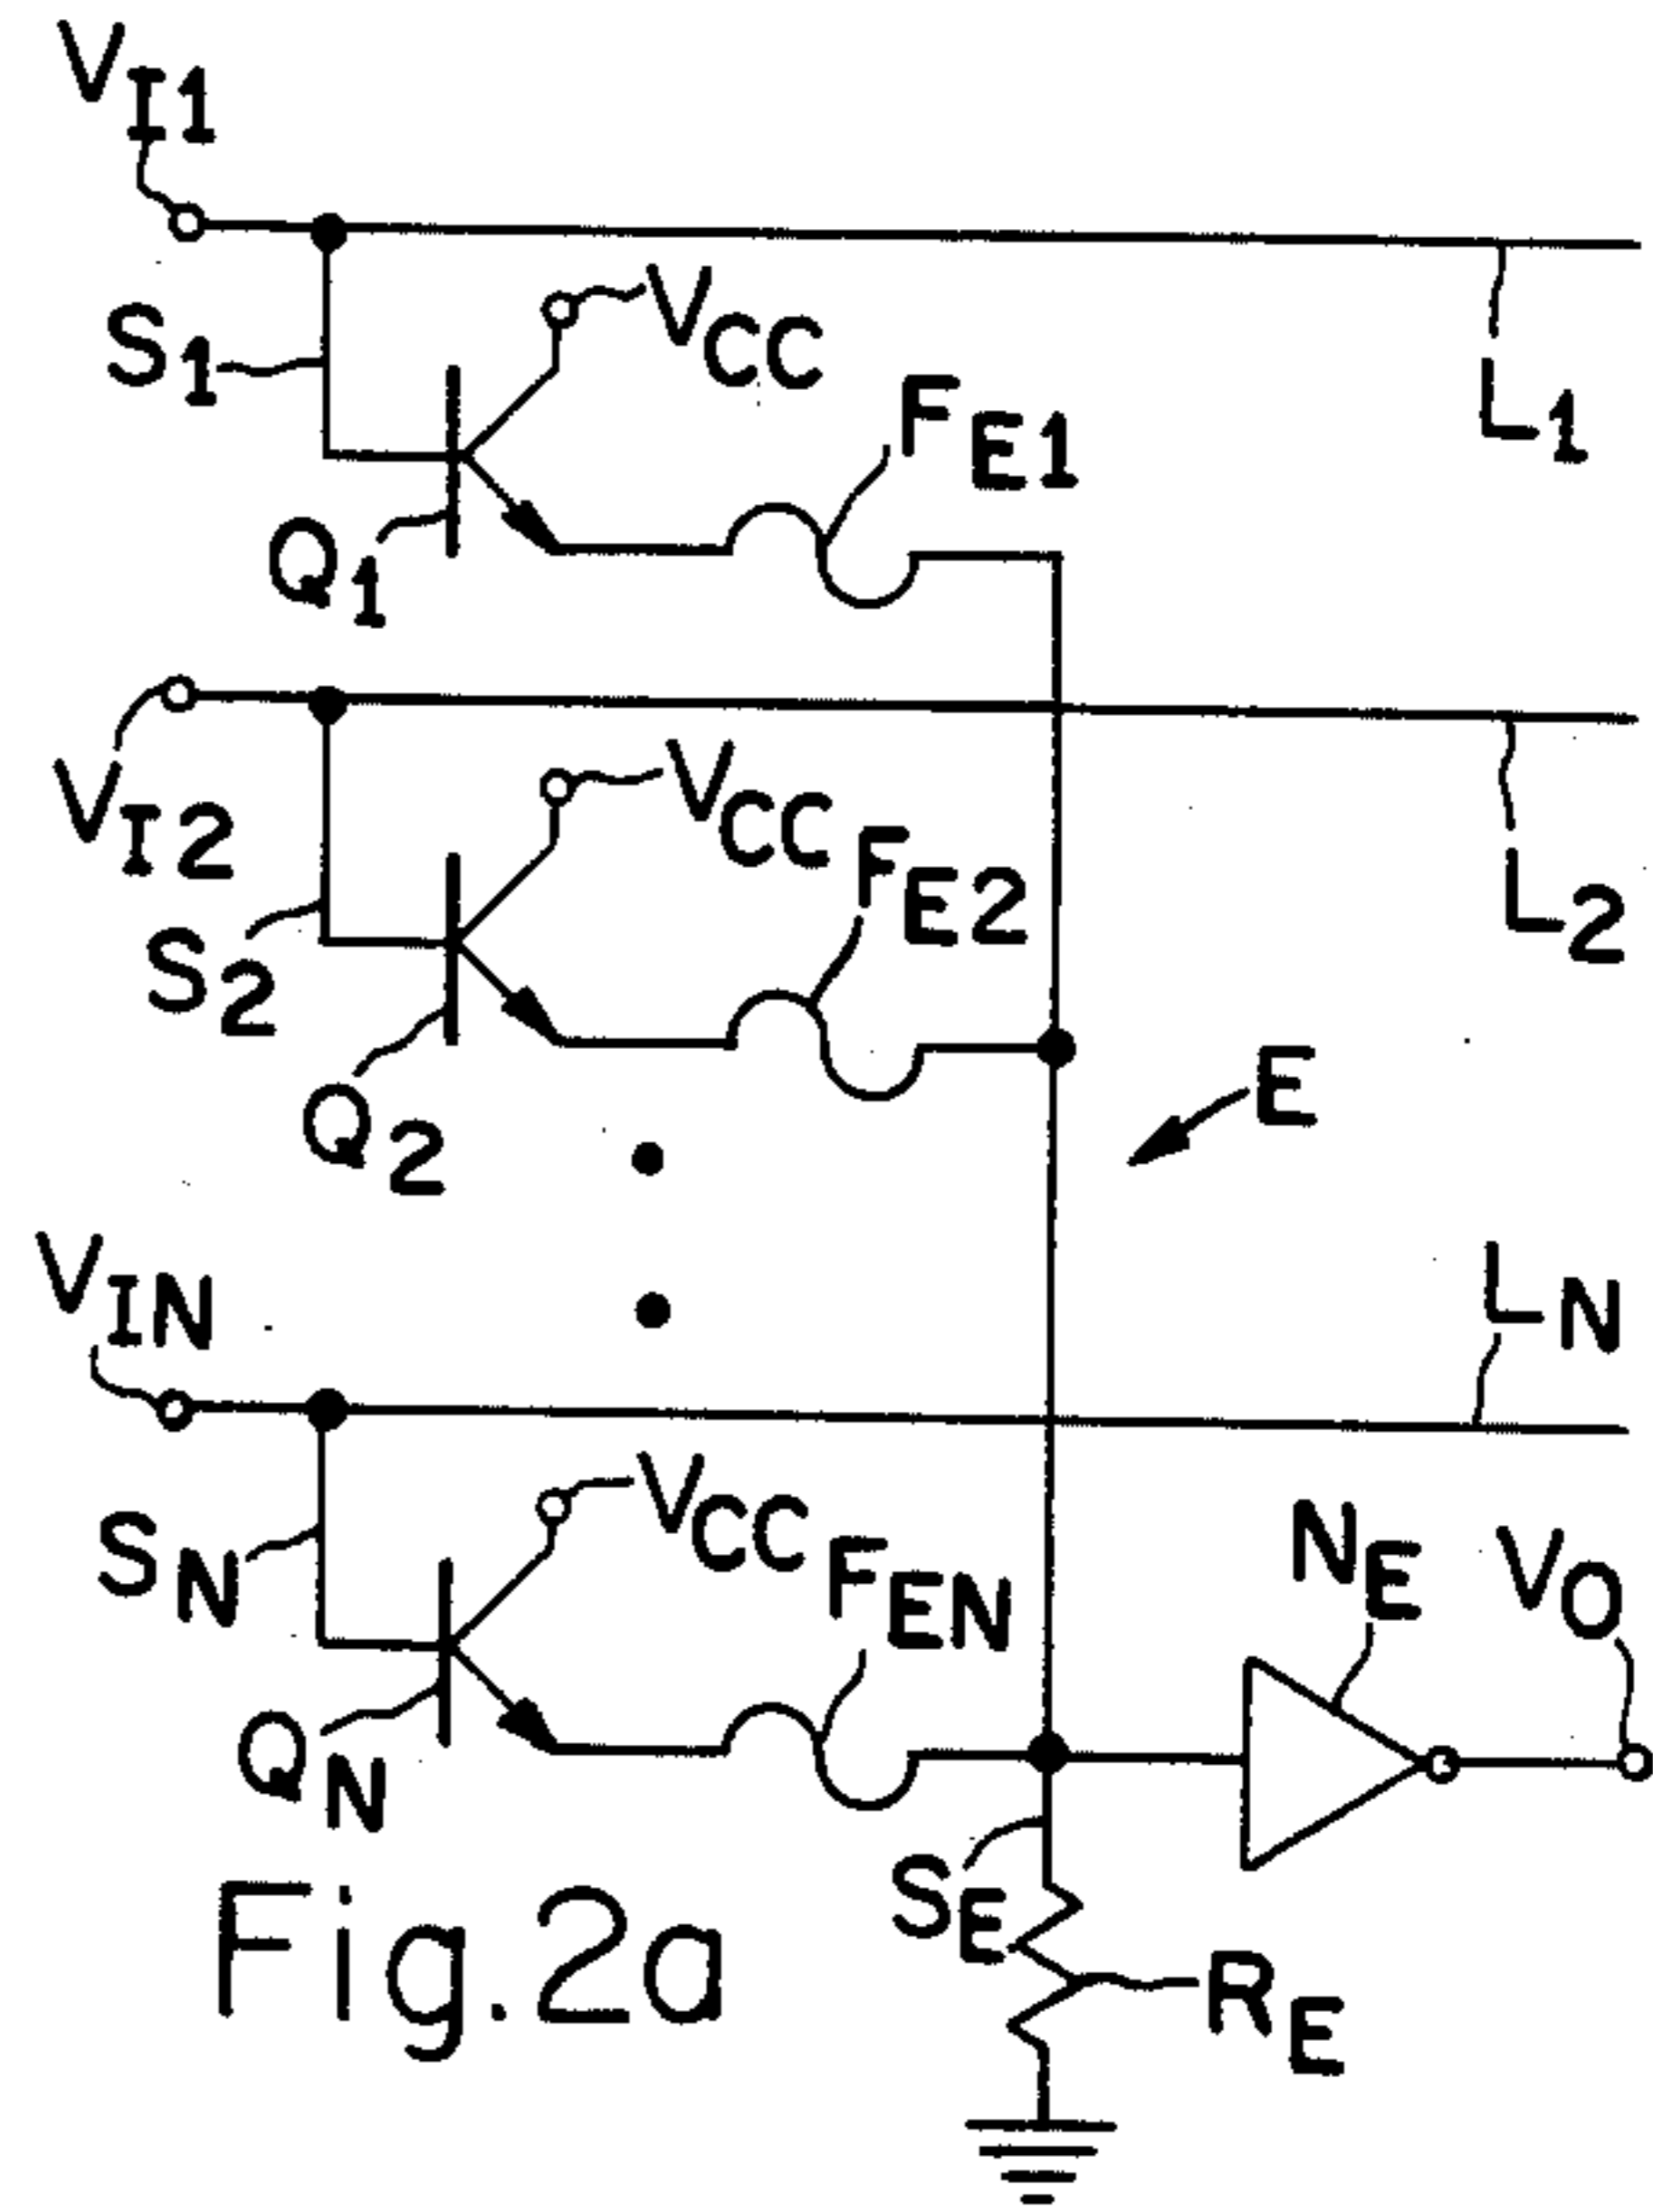 VI1
VCC
S1
FE1
L1
Q1
VI2
VCC
FE2
L2
S2
Q2
E
VIN
LN
VCC
SN
FEN
NE
VO
QN
SE
RE
Fig.2a